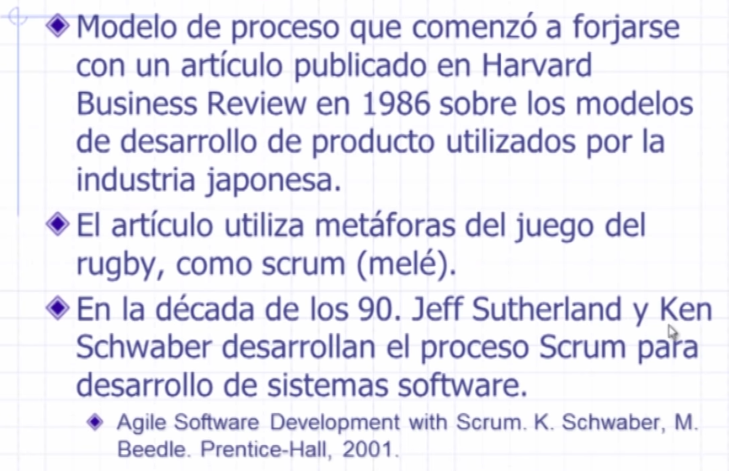 Modelo de proceso que comenzó a forjarse
con un artículo publicado en Harvard
Business Review en 1986 sobre los modelos
de desarrollo de producto utilizados por la
industria japonesa.
El artículo utiliza metáforas del juego del
rugby, como scrum (melé).
En la década de los 90. Jeff Sutherland y Ken
Schwaber desarrollan el proceso Scrum para
desarrollo de sistemas software.
Agile Software Development with Scrum. K. Schwaber, M.
Beedle. Prentice-Hall, 2001.